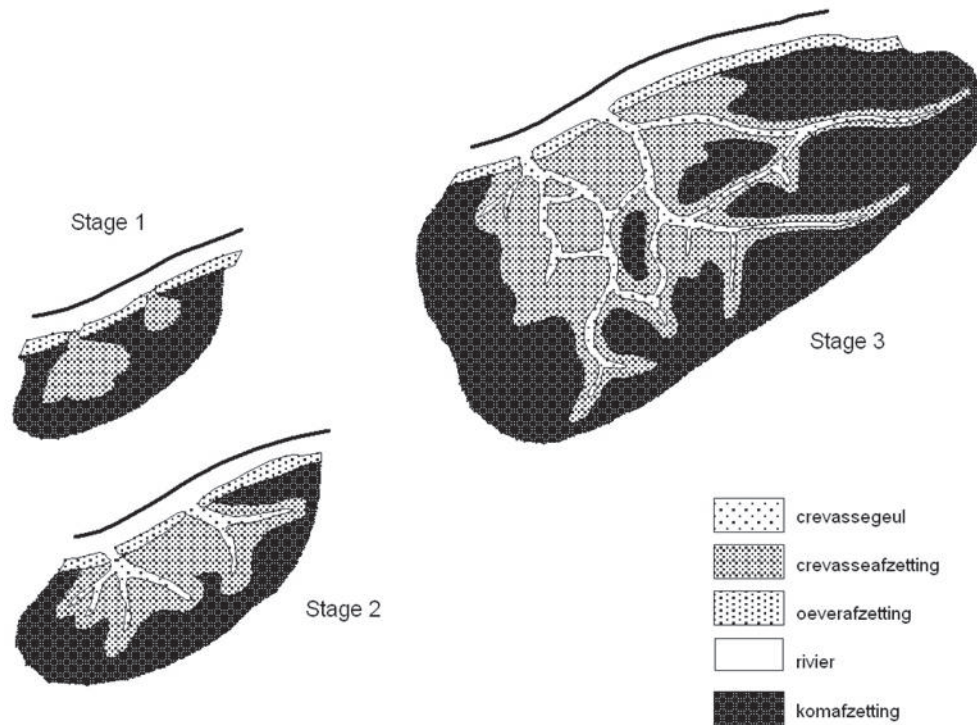 Stage 1
Stage 2
Stage 3
crevassegeul
crevasseafzetting
oeverafzetting
rivier
komafzetting